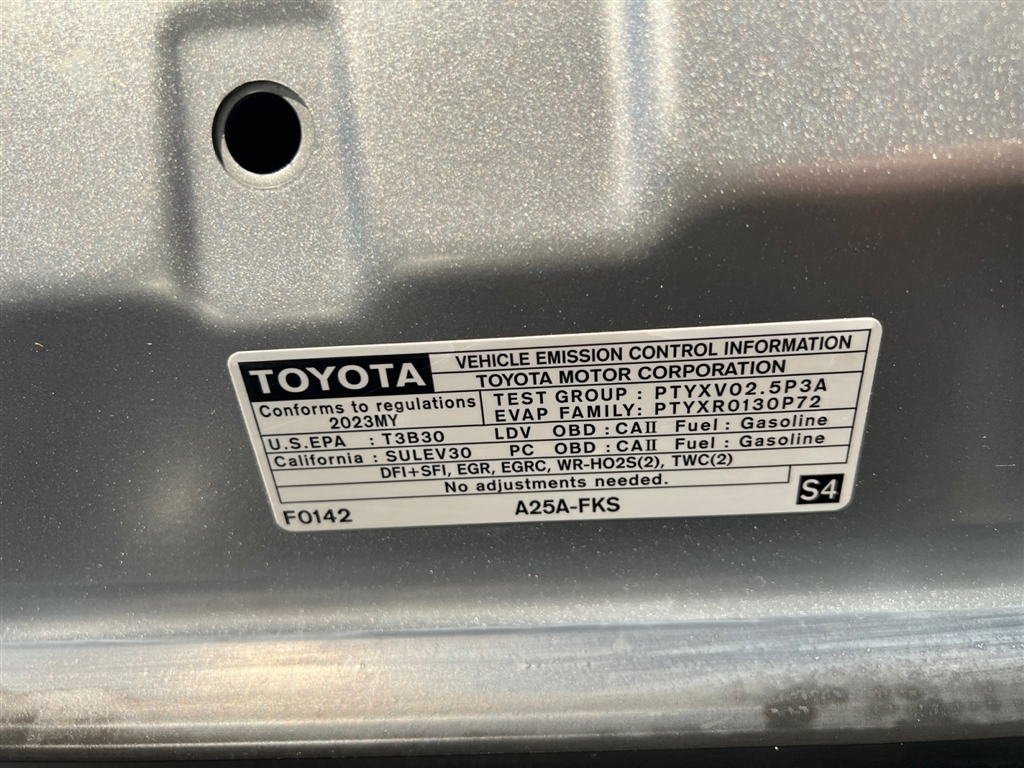 TOYOTA
VEHICLE EMISSION CONTROL INFORMATION
TOYOTA MOTOR CORPORATION
Conforms to regulations
2023MY
TEST GROUP : PTYXV02.5P3A
EVAP FAMILY: PTYXR0130P72
U.S.EPA : T3B30 LDV OBD : CAII Fuel : Gasoline
California : SULEV30 PC OBD : CAII Fuel : Gasoline
DFI+SFI, EGR, EGRC, WR-HO2S(2), TWC(2)
No adjustments needed.
F0142 A25A-FKS S4